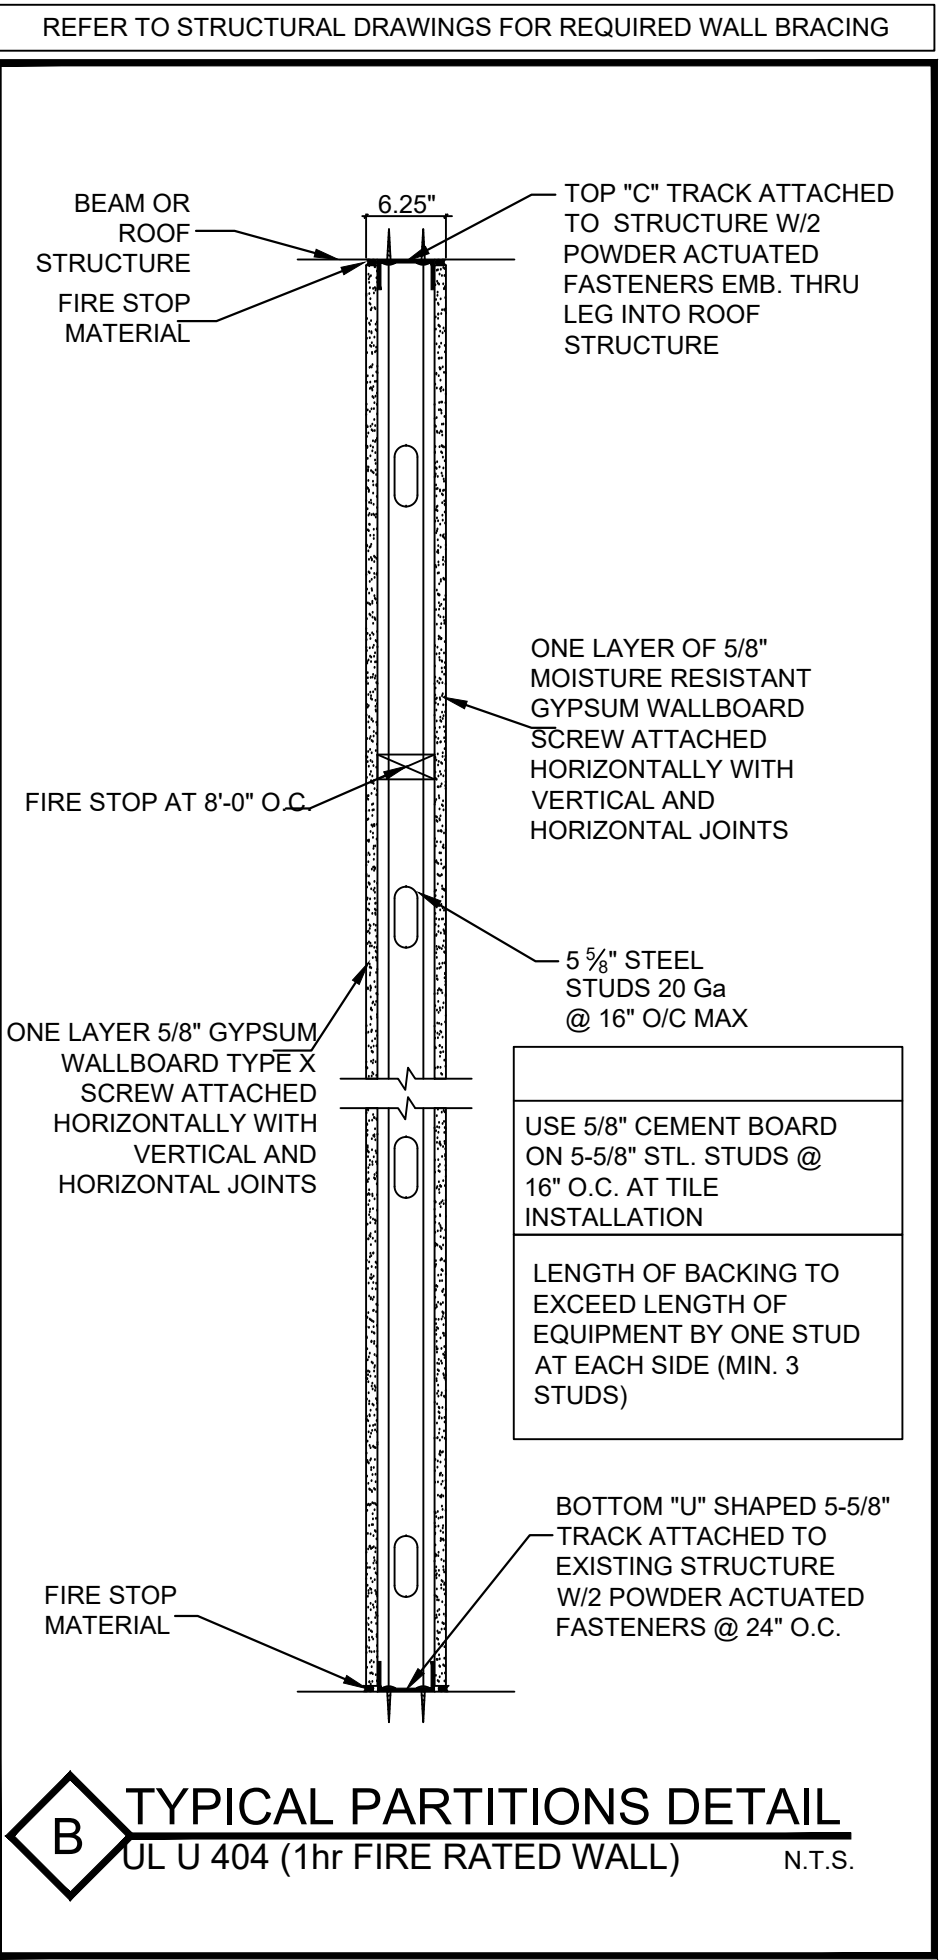 REFER TO STRUCTURAL DRAWINGS FOR REQUIRED WALL BRACING
BEAM OR
ROOF
STRUCTURE
FIRE STOP
MATERIAL
6.25"
TOP "C" TRACK ATTACHED
TO STRUCTURE W/2
POWDER ACTUATED
FASTENERS EMB. THRU
LEG INTO ROOF
STRUCTURE
ONE LAYER OF 5/8"
MOISTURE RESISTANT
GYPSUM WALLBOARD
SCREW ATTACHED
HORIZONTALLY WITH
VERTICAL AND
HORIZONTAL JOINTS
FIRE STOP AT 8'-0" O.C.
5 ⅝" STEEL
STUDS 20 Ga
@ 16" O/C MAX
ONE LAYER 5/8" GYPSUM
WALLBOARD TYPE X
SCREW ATTACHED
HORIZONTALLY WITH
VERTICAL AND
HORIZONTAL JOINTS
USE 5/8" CEMENT BOARD
ON 5-5/8" STL. STUDS @
16" O.C. AT TILE
INSTALLATION
LENGTH OF BACKING TO
EXCEED LENGTH OF
EQUIPMENT BY ONE STUD
AT EACH SIDE (MIN. 3
STUDS)
BOTTOM "U" SHAPED 5-5/8"
TRACK ATTACHED TO
EXISTING STRUCTURE
W/2 POWDER ACTUATED
FASTENERS @ 24" O.C.
FIRE STOP
MATERIAL
B
TYPICAL PARTITIONS DETAIL
UL U 404 (1hr FIRE RATED WALL)
N.T.S.